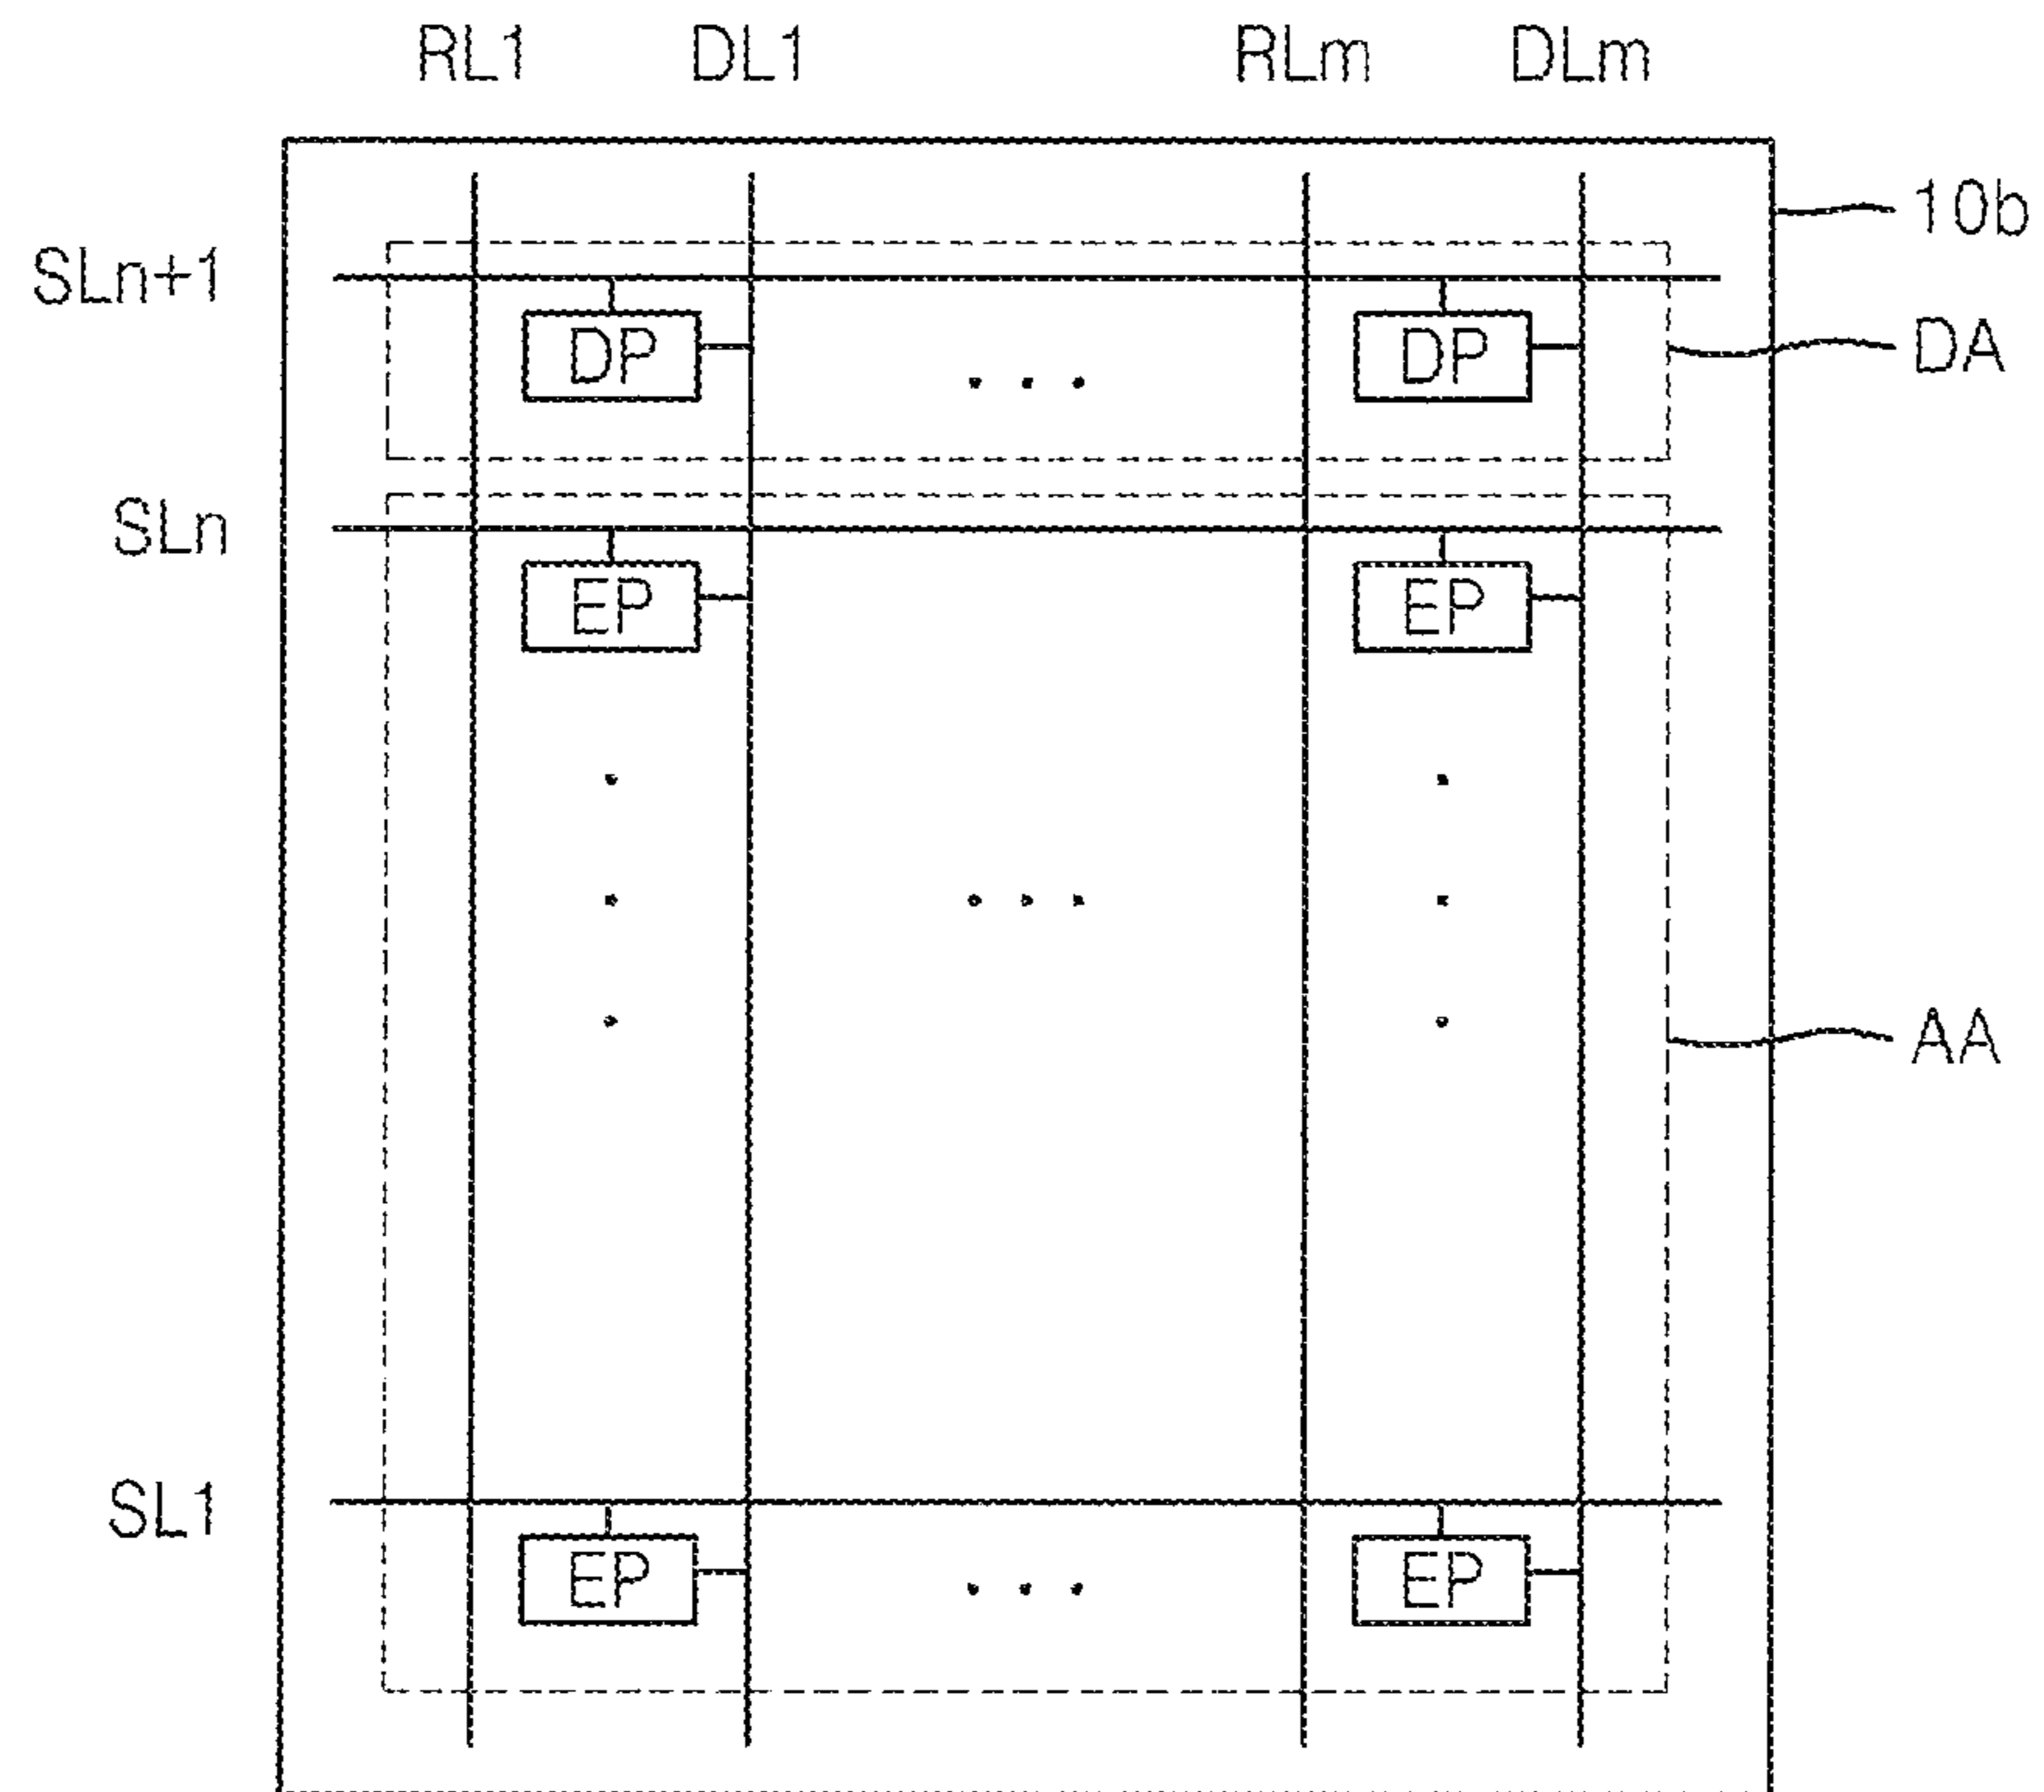 RL1 DL1 RLm DLm
10b
SLn+1
DP DP DA
SLn
EP EP
AA
SL1
EP EP